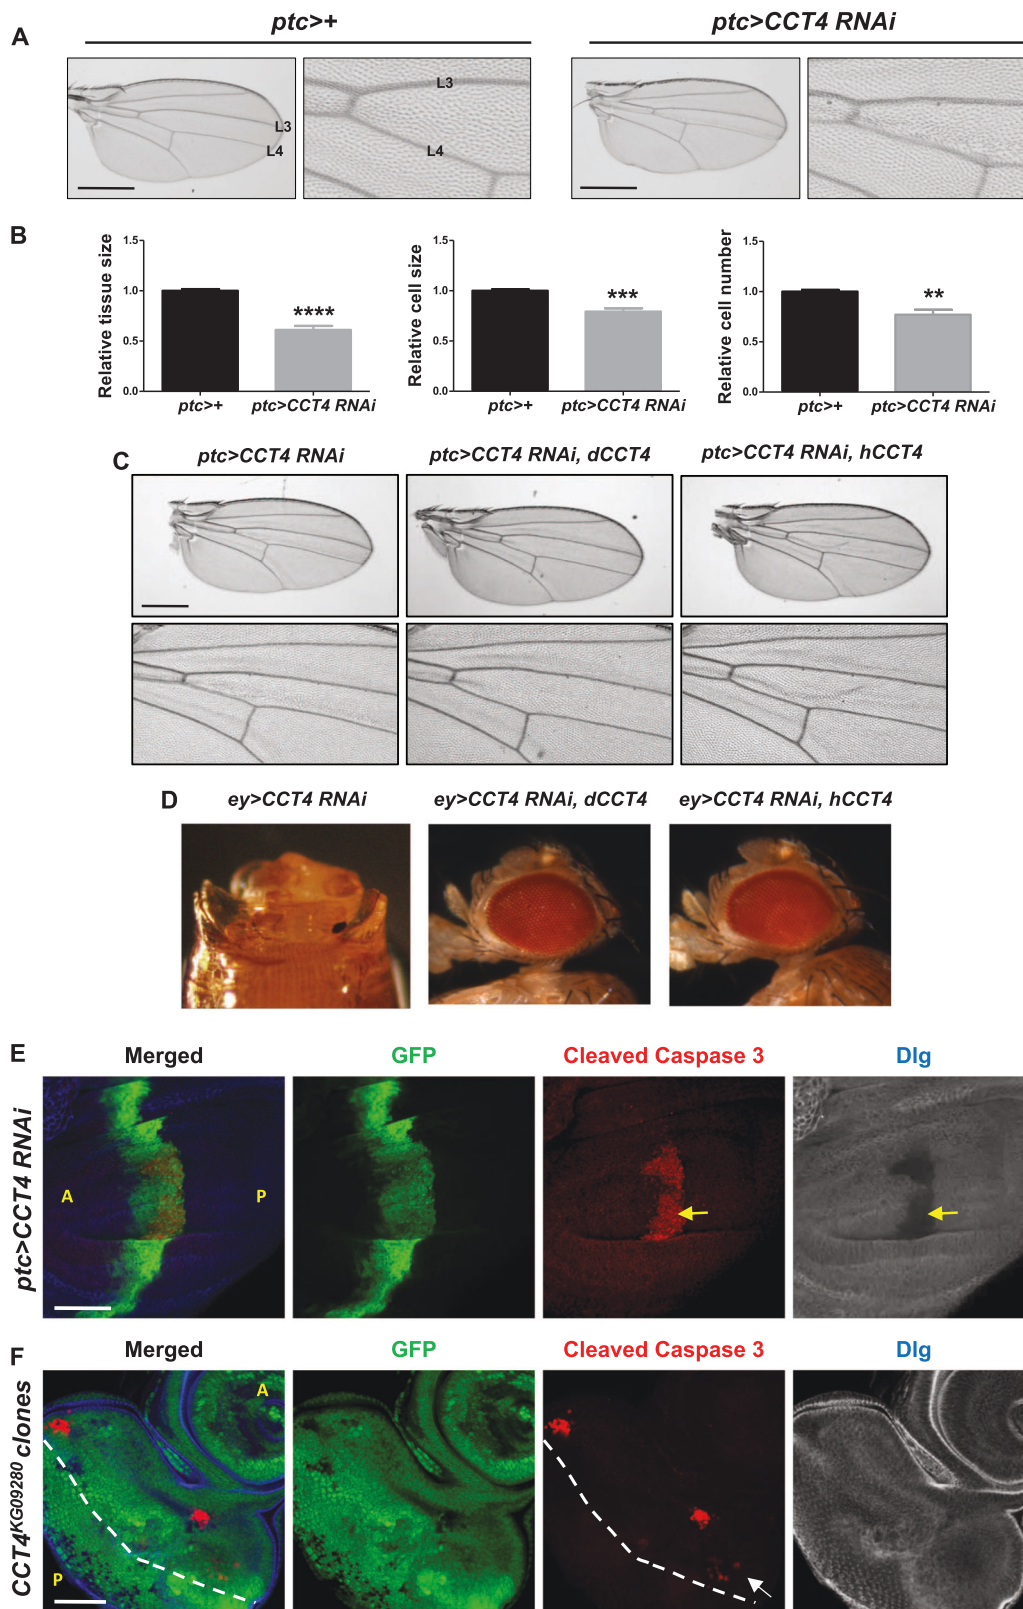 A
ptc>+
ptc>CCT4 RNAi
L3
L4
L3
L4
B
Relative tissue size
1.5
1.0
0.5
0.0
****
ptc>+
ptc>CCT4 RNAi
Relative cell size
1.5
1.0
0.5
0.0
***
ptc>+
ptc>CCT4 RNAi
Relative cell number
1.5
1.0
0.5
0.0
**
ptc>+
ptc>CCT4 RNAi
C
ptc>CCT4 RNAi
ptc>CCT4 RNAi, dCCT4
ptc>CCT4 RNAi, hCCT4
D
ey>CCT4 RNAi
ey>CCT4 RNAi, dCCT4
ey>CCT4 RNAi, hCCT4
E
Merged
GFP
Cleaved Caspase 3
Dlg
ptc>CCT4 RNAi
A
P
F
Merged
GFP
Cleaved Caspase 3
Dlg
CCT4KG09280 clones
A
P